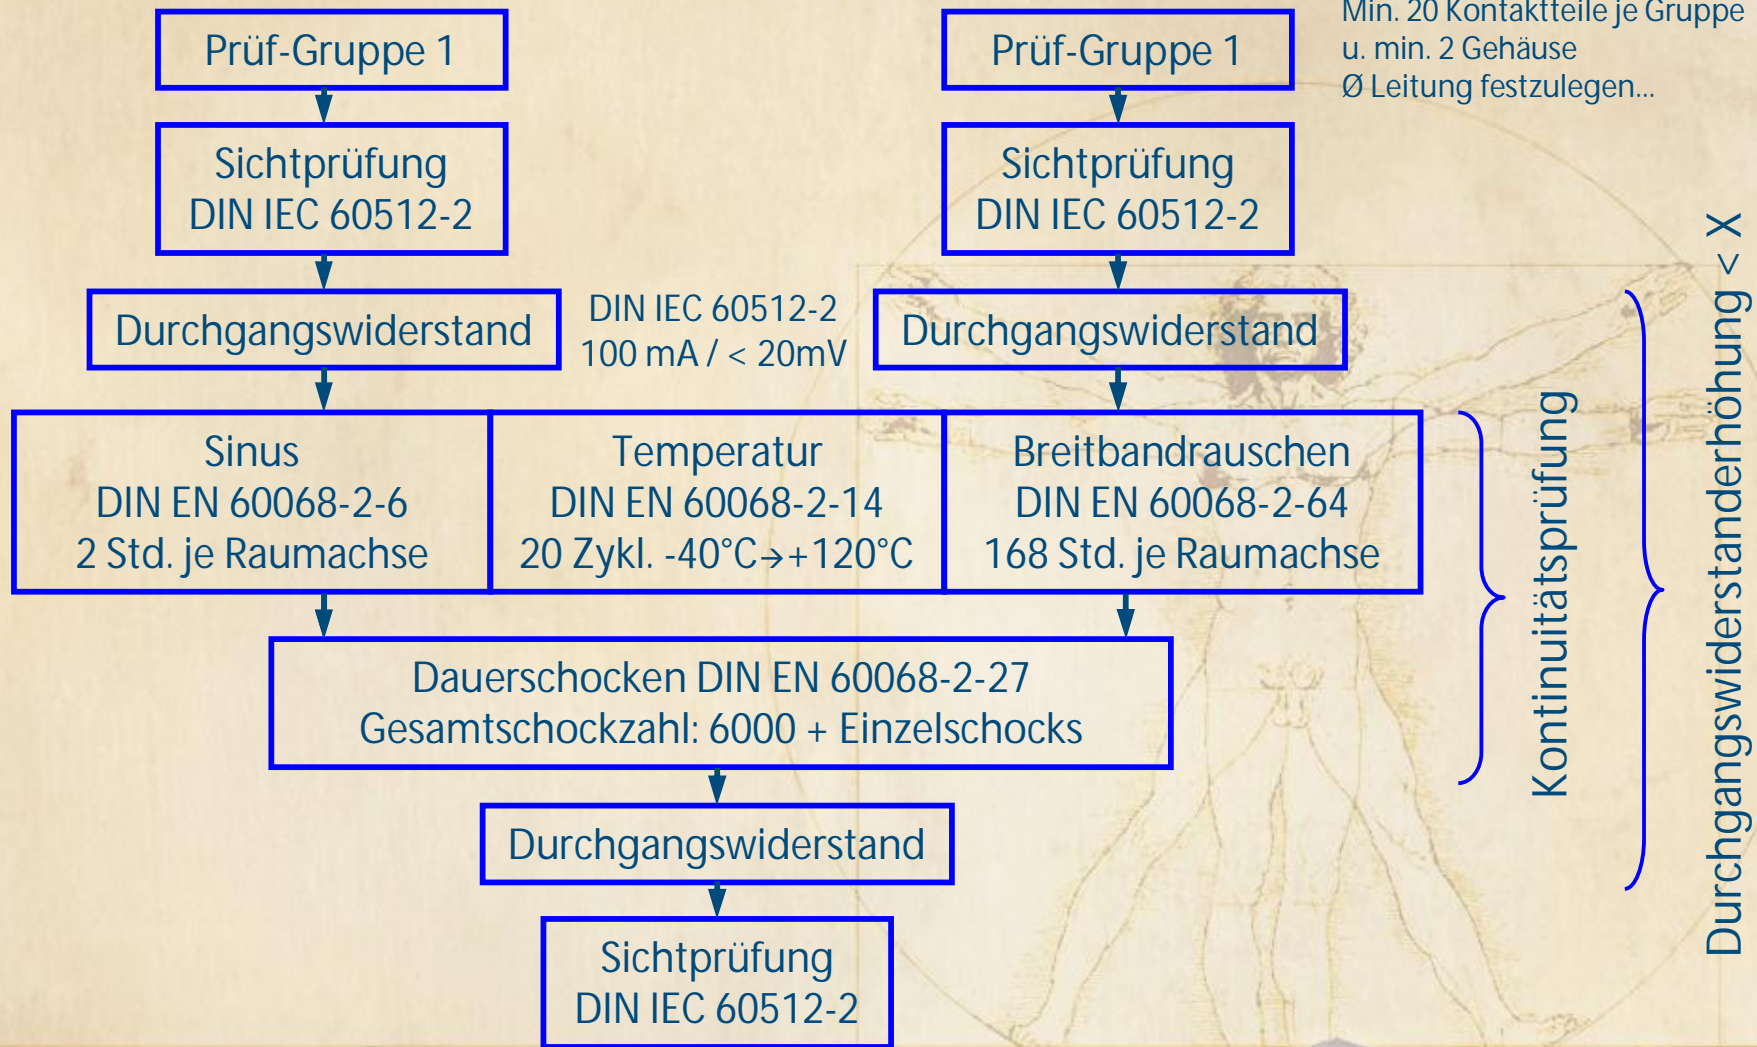 Min. 20 Kontaktteile je Gruppe
u. min. 2 Gehäuse
Ø Leitung festzulegen...
Prüf-Gruppe 1
Prüf-Gruppe 1
Sichtprüfung
DIN IEC 60512-2
Sichtprüfung
DIN IEC 60512-2
Durchgangswiderstand
DIN IEC 60512-2
100 mA / < 20mV
Durchgangswiderstand
Sinus
DIN EN 60068-2-6
2 Std. je Raumachse
Temperatur
DIN EN 60068-2-14
20 Zykl. -40°C→+120°C
Breitbandrauschen
DIN EN 60068-2-64
168 Std. je Raumachse
Dauerschocken DIN EN 60068-2-27
Gesamtschockzahl: 6000 + Einzelschocks
Durchgangswiderstand
Sichtprüfung
DIN IEC 60512-2
Kontinuitätsprüfung
Durchgangswiderstanderhöhung < X